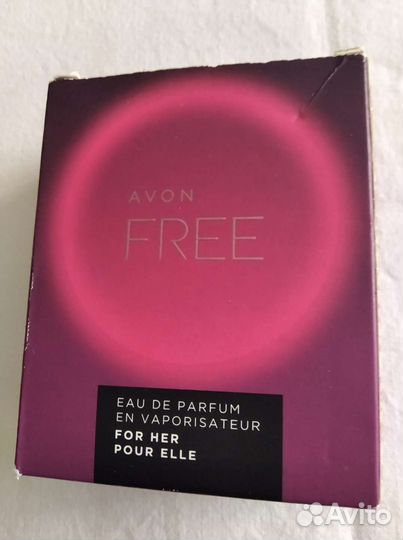 AVON
FREE
EAU DE PARFUM
EN VAPORISATEUR
FOR HER
POUR ELLE
Avito